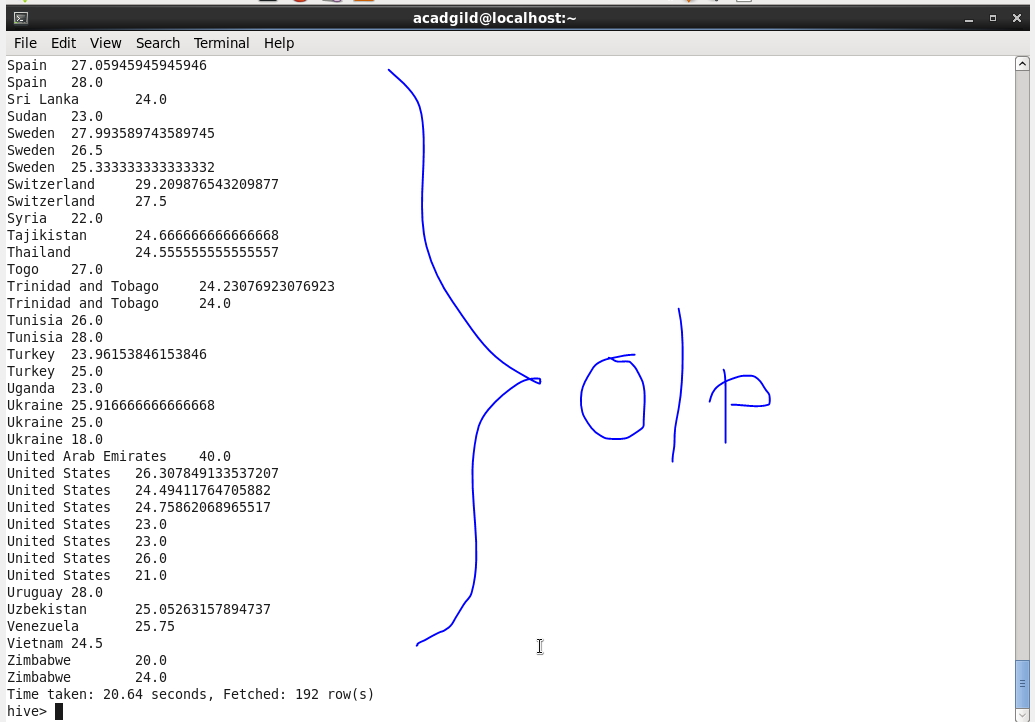 acadgild@localhost:~
File Edit View Search Terminal Help
Spain 27.05945945945946
Spain 28.0
Sri Lanka 24.0
Sudan 23.0
Sweden 27.993589743589745
Sweden 26.5
Sweden 25.333333333333332
Switzerland 29.209876543209877
Switzerland 27.5
Syria 22.0
Tajikistan 24.666666666666668
Thailand 24.555555555555557
Togo 27.0
Trinidad and Tobago 24.23076923076923
Trinidad and Tobago 24.0
Tunisia 26.0
Tunisia 28.0
Turkey 23.96153846153846
Turkey 25.0
Uganda 23.0
Ukraine 25.916666666666668
Ukraine 25.0
Ukraine 18.0
United Arab Emirates 40.0
United States 26.307849133537207
United States 24.49411764705882
United States 24.75862068965517
United States 23.0
United States 23.0
United States 26.0
United States 21.0
Uruguay 28.0
Uzbekistan 25.05263157894737
Venezuela 25.75
Vietnam 24.5
Zimbabwe 20.0
Zimbabwe 24.0
Time taken: 20.64 seconds, Fetched: 192 row(s)
hive>
O/P